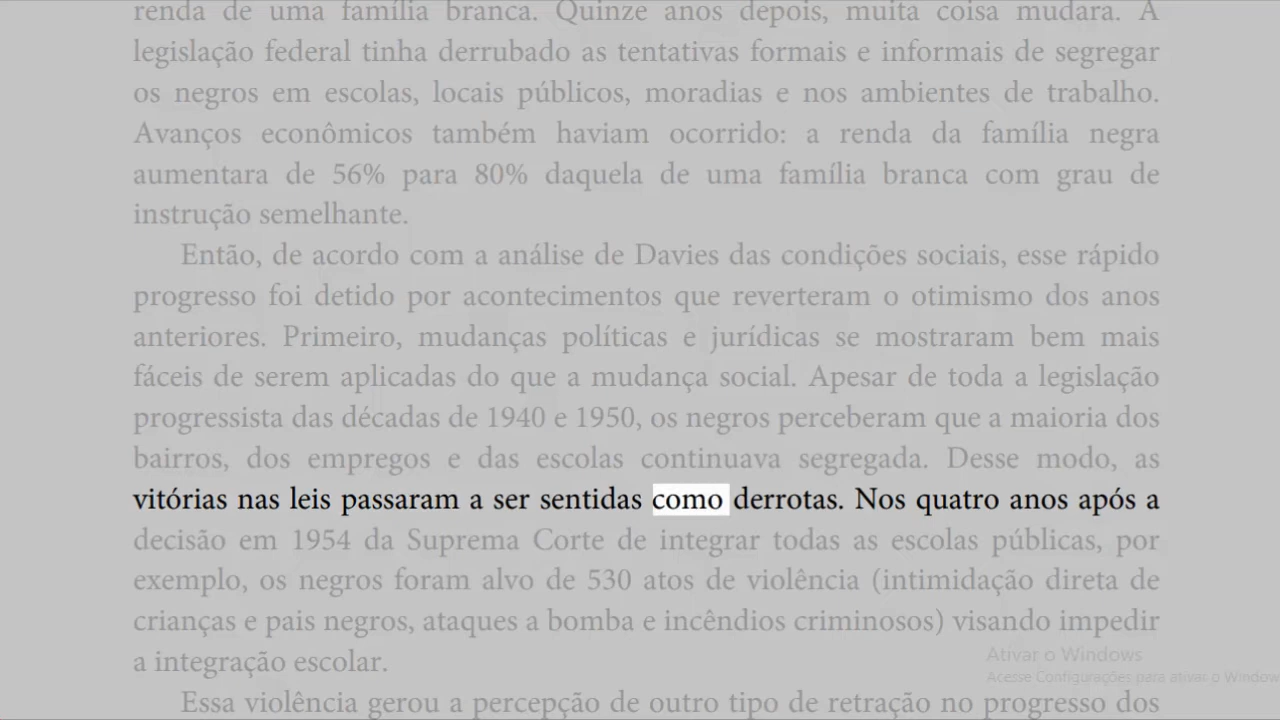 renda de uma família branca. Quinze anos depois, muita coisa mudara. A
legislação federal tinha derrubado as tentativas formais e informais de segregar
os negros em escolas, locais públicos, moradias e nos ambientes de trabalho.
Avanços econômicos também haviam ocorrido: a renda da família negra
aumentara de 56% para 80% daquela de uma família branca com grau de
instrução semelhante.
Então, de acordo com a análise de Davies das condições sociais, esse rápido
progresso foi detido por acontecimentos que reverteram o otimismo dos anos
anteriores. Primeiro, mudanças políticas e jurídicas se mostraram bem mais
fáceis de serem aplicadas do que a mudança social. Apesar de toda a legislação
progressista das décadas de 1940 e 1950, os negros perceberam que a maioria dos
bairros, dos empregos e das escolas continuava segregada. Desse modo, as
vitórias nas leis passaram a ser sentidas como derrotas. Nos quatro anos após a
decisão em 1954 da Suprema Corte de integrar todas as escolas públicas, por
exemplo, os negros foram alvo de 530 atos de violência (intimidação direta de
crianças e pais negros, ataques a bomba e incêndios criminosos) visando impedir
a integração escolar.
Ativar o Windows
Acesse Configurações para ativar o Window
Essa violência gerou a percepção de outro tipo de retração no progresso dos